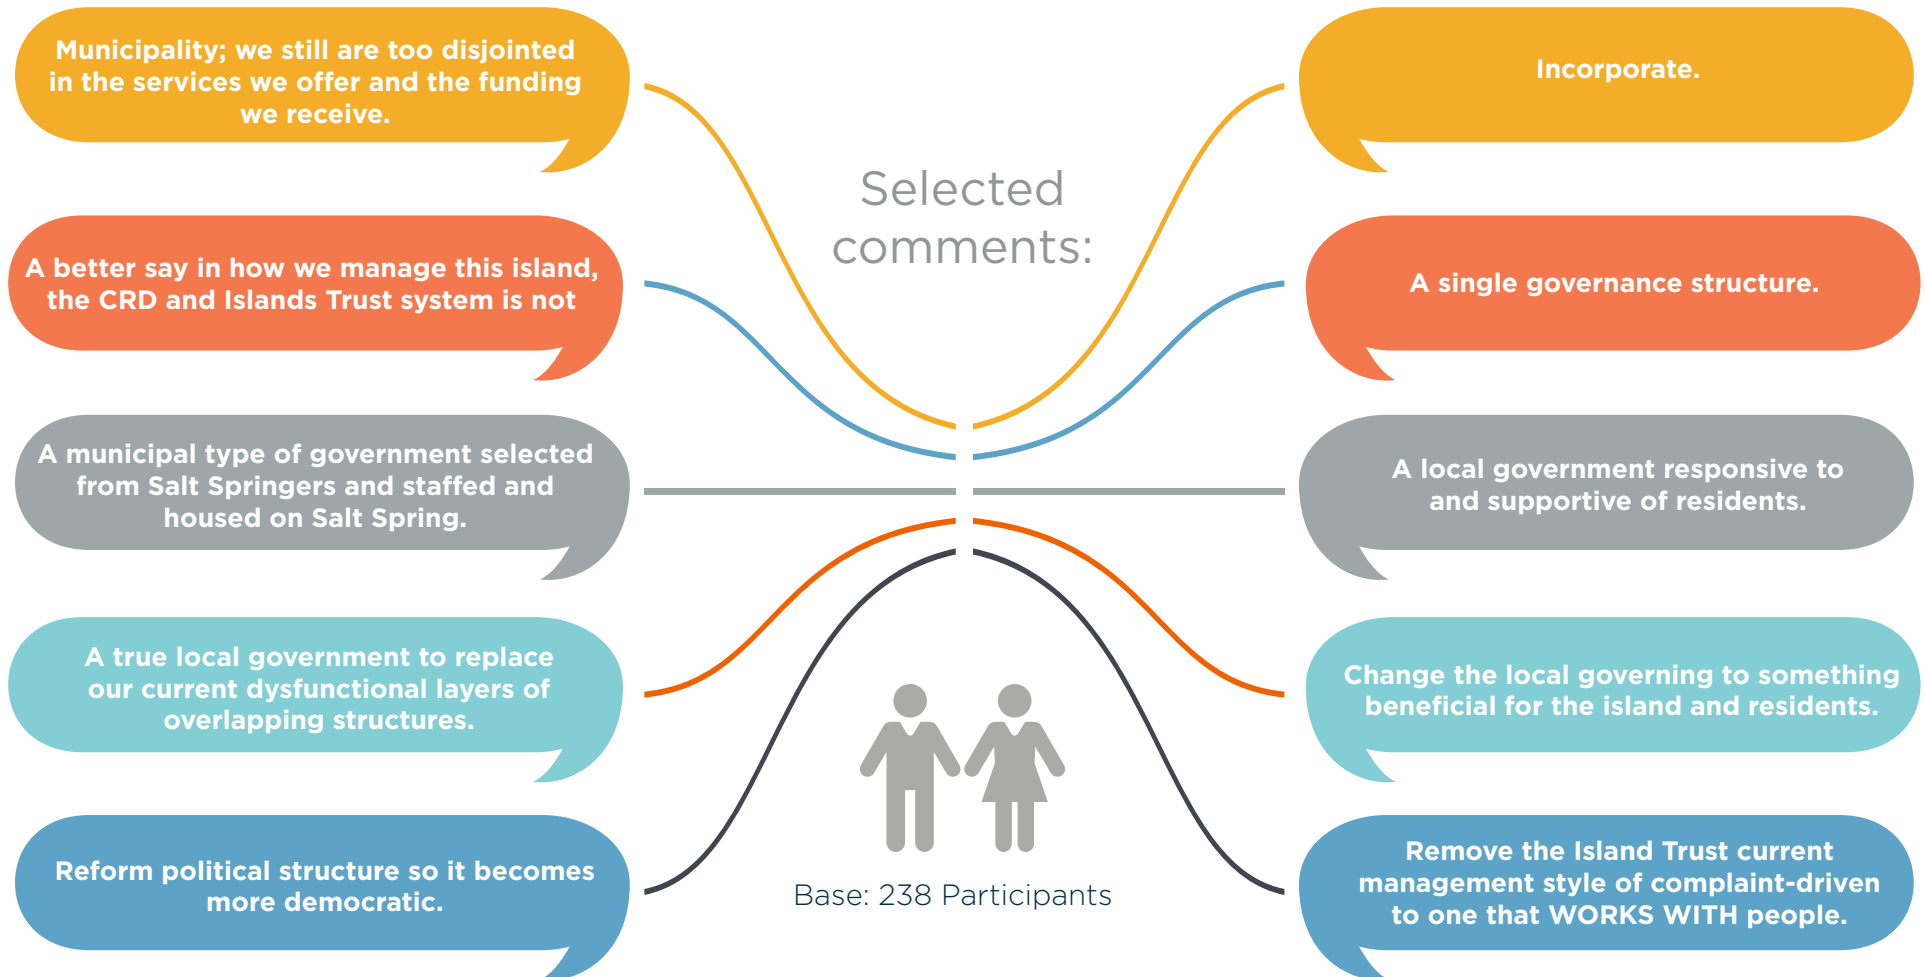 Municipality; we still are too disjointed
in the services we offer and the funding
we receive.
A better say in how we manage this island,
the CRD and Islands Trust system is not
A municipal type of government selected
from Salt Springers and staffed and
housed on Salt Spring.
A true local government to replace
our current dysfunctional layers of
overlapping structures.
Reform political structure so it becomes
more democratic.
Selected
comments:
Base: 238 Participants
Incorporate.
A single governance structure.
A local government responsive to
and supportive of residents.
Change the local governing to something
beneficial for the island and residents.
Remove the Island Trust current
management style of complaint-driven
to one that WORKS WITH people.